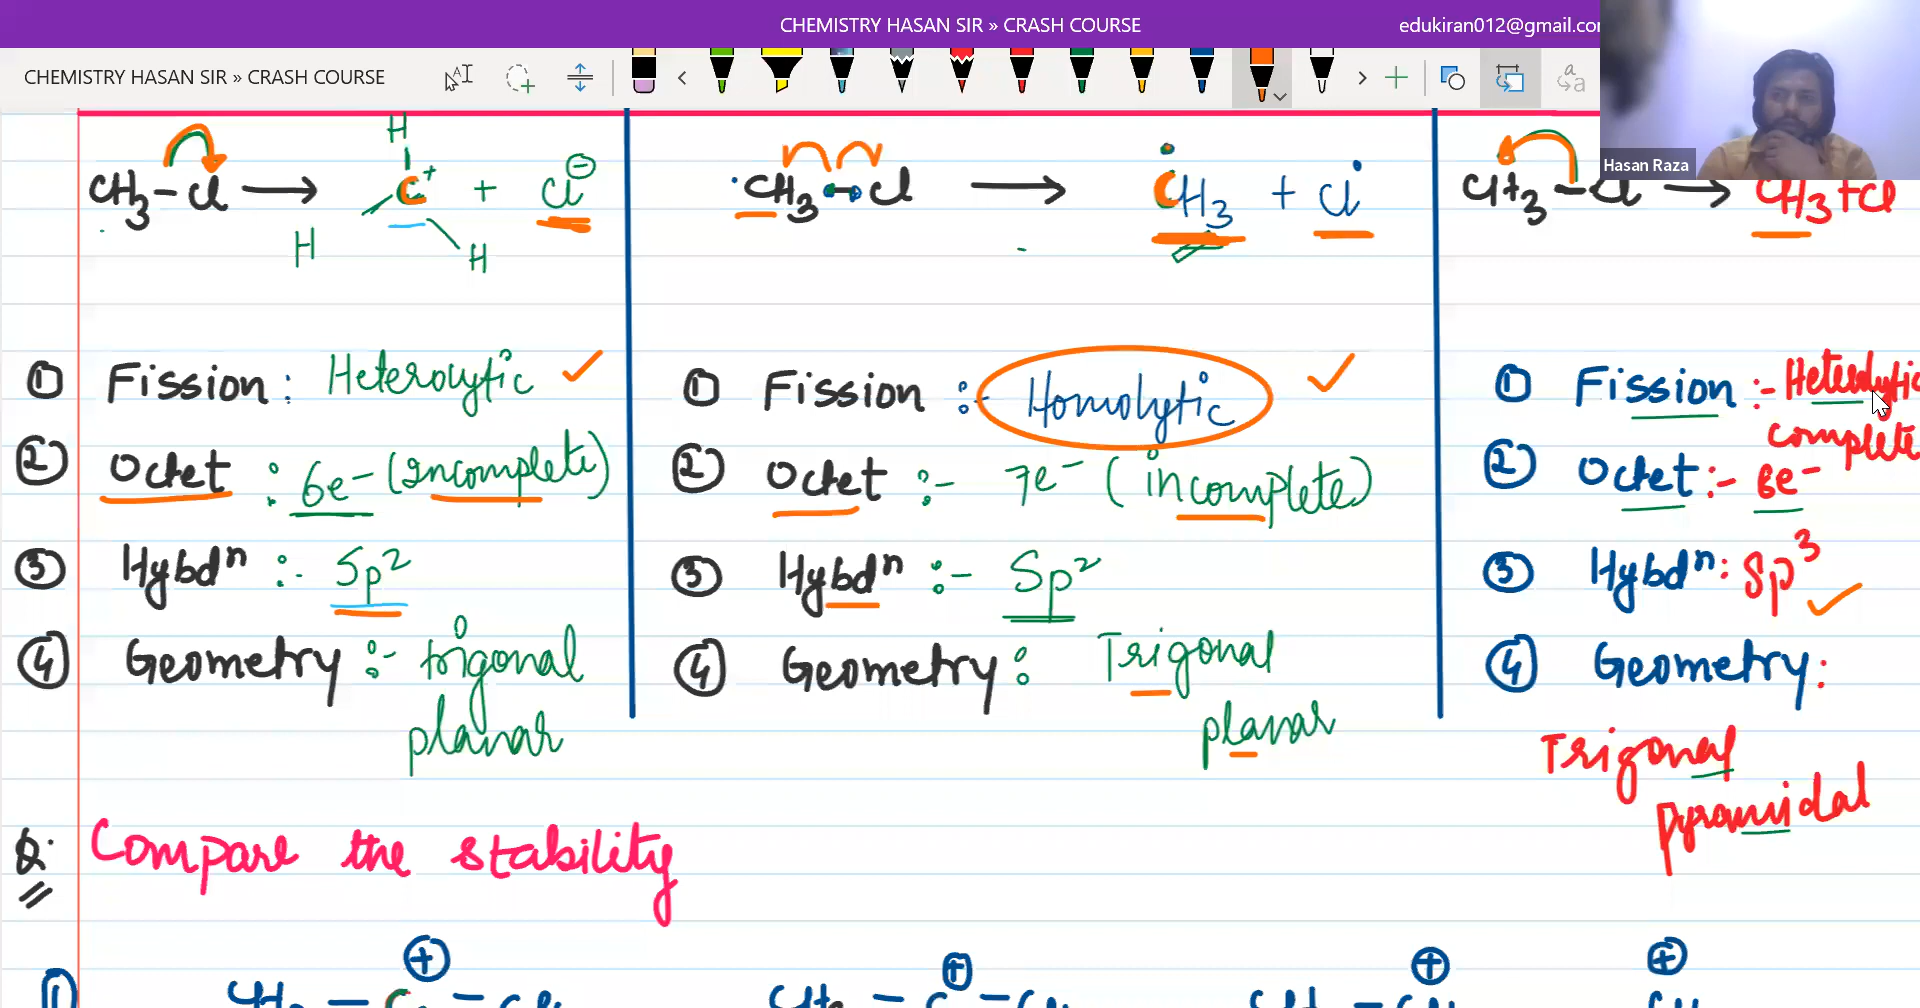 CHEMISTRY HASAN SIR » CRASH COURSE
edukiran012@gmail.co
CHEMISTRY HASAN SIR » CRASH COURSE
Hasan Raza
CH3 – Cl ⟶ H C+ H H + Cl⊖
·CH3 – Cl ⟶ ĊH3 + Cl•
CH3 – Cl ⟶ CH3 + Cl
① Fission : Heterolytic ✓
② Octet : 6e- (incomplete)
③ Hybdⁿ :- Sp²
④ Geometry :- trigonal
planar
① Fission :- Homolytic ✓
② Octet :- 7e⁻ (incomplete)
③ Hybdⁿ :- Sp²
④ Geometry : Trigonal
planar
① Fission :- Heterolytic
complete
② Octet :- 8e⁻
③ Hybdⁿ : Sp³ ✓
④ Geometry :
Trigonal
pyramidal
Q. Compare the stability
①
⊕ ⊕ ⊕ ⊕